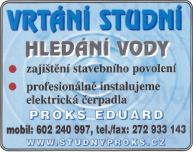 VRTÁNÍ STUDNÍ
HLEDÁNÍ VODY
zajištění stavebního povolení
profesionálně instalujeme
elektrická čerpadla
PROKS EDUARD
mobil: 602 240 997, tel./fax: 272 933 143
WWW.STUDNYPROKS.CZ